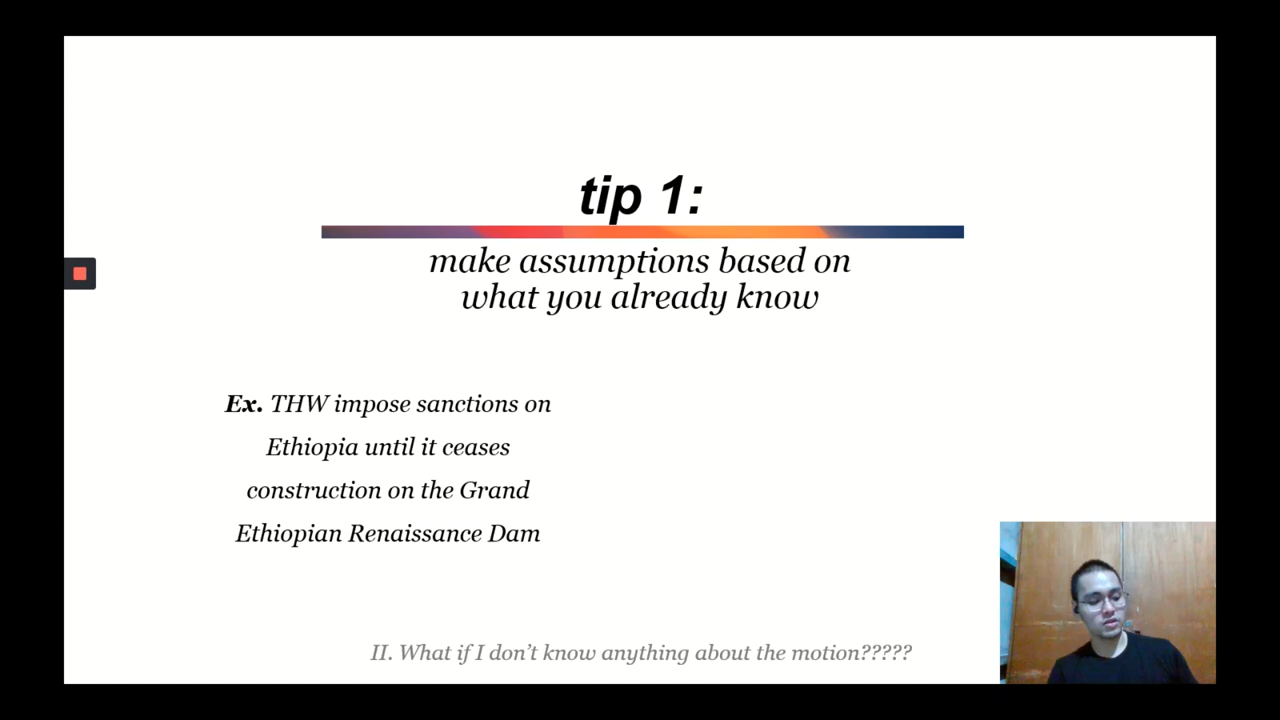 tip 1:
make assumptions based on
what you already know
Ex. THW impose sanctions on
Ethiopia until it ceases
construction on the Grand
Ethiopian Renaissance Dam
II. What if I don’t know anything about the motion?????